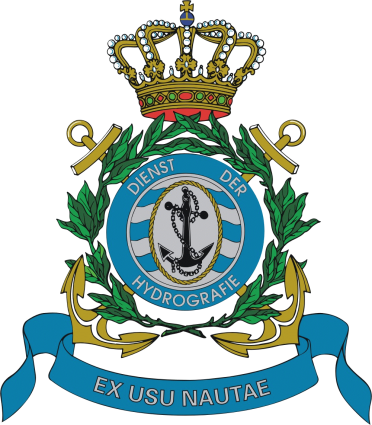 DIENST DER
HYDROGRAFIE
EX USU NAUTAE